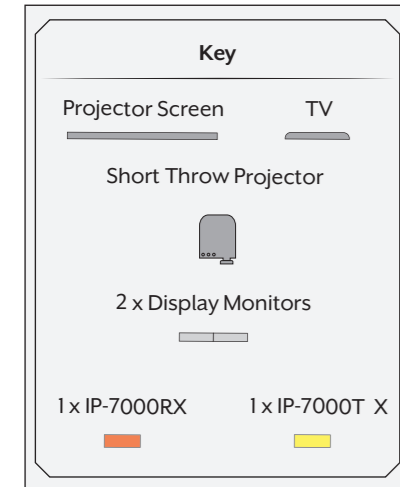 Key
Projector Screen TV
Short Throw Projector
2 x Display Monitors
1 x IP-7000RX 1 x IP-7000T X